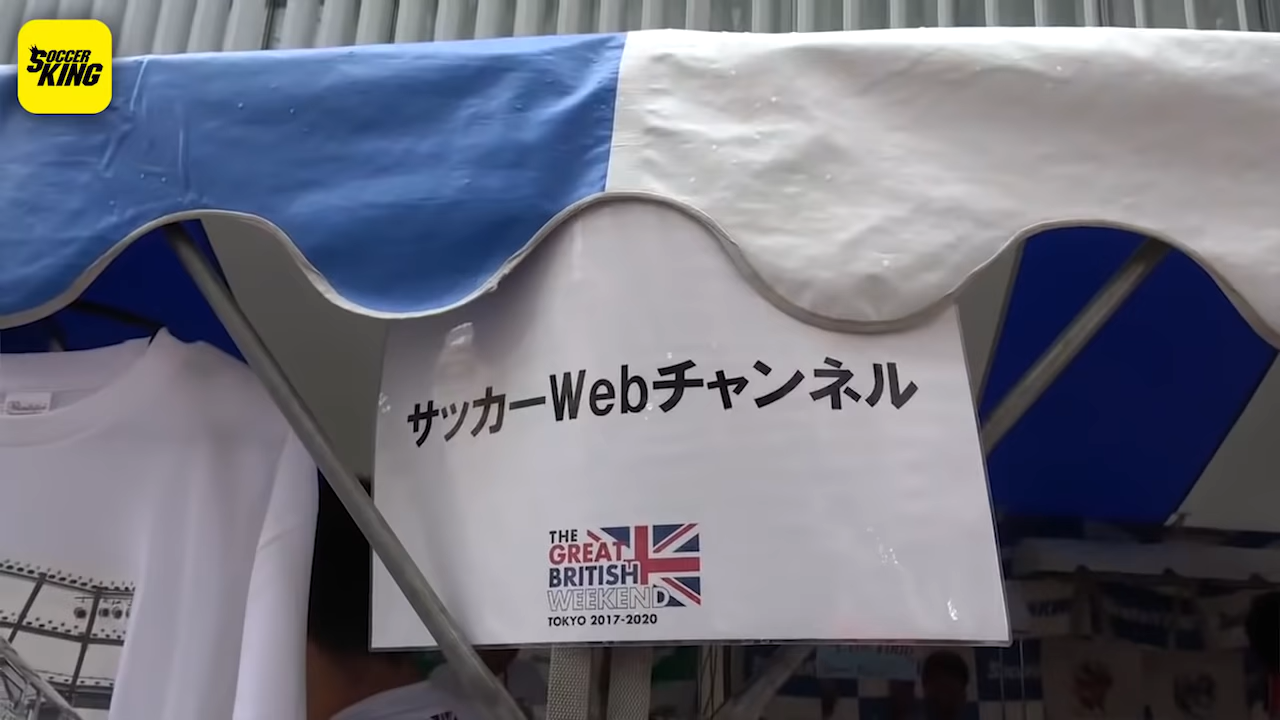 SOCCER
KING
サッカーWebチャンネル
THE
GREAT
BRITISH
WEEKEND
TOKYO 2017-2020